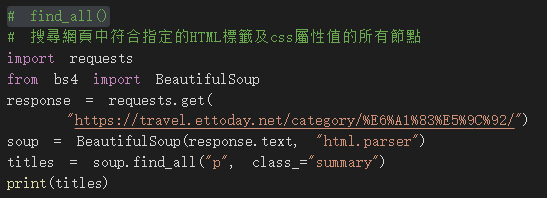 # find_all()
# 搜尋網頁中符合指定的HTML標籤及css屬性值的所有節點
import requests
from bs4 import BeautifulSoup
response = requests.get(
"https://travel.ettoday.net/category/%E6%A1%83%E5%9C%92/")
soup = BeautifulSoup(response.text, "html.parser")
titles = soup.find_all("p", class_="summary")
print(titles)